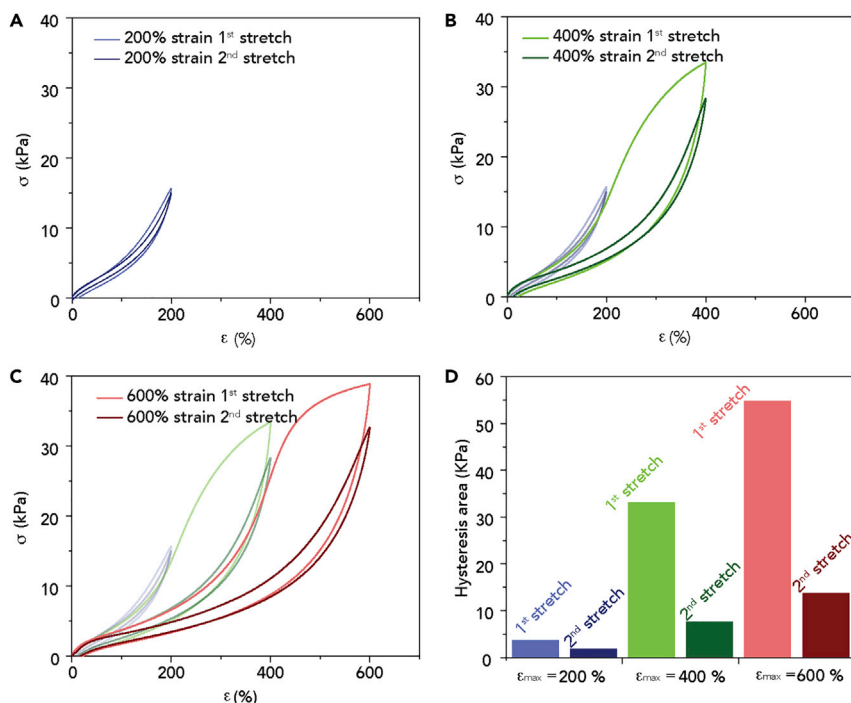 A
200% strain 1st stretch
200% strain 2nd stretch
40
30
20
10
0
σ (kPa)
0 200 400 600
ε (%)
B
400% strain 1st stretch
400% strain 2nd stretch
40
30
20
10
0
σ (kPa)
0 200 400 600
ε (%)
C
600% strain 1st stretch
600% strain 2nd stretch
40
30
20
10
0
σ (kPa)
0 200 400 600
ε (%)
D
60
50
40
30
20
10
0
Hysteresis area (KPa)
1st stretch
2nd stretch
1st stretch
2nd stretch
1st stretch
2nd stretch
εmax = 200 % εmax = 400 % εmax = 600 %